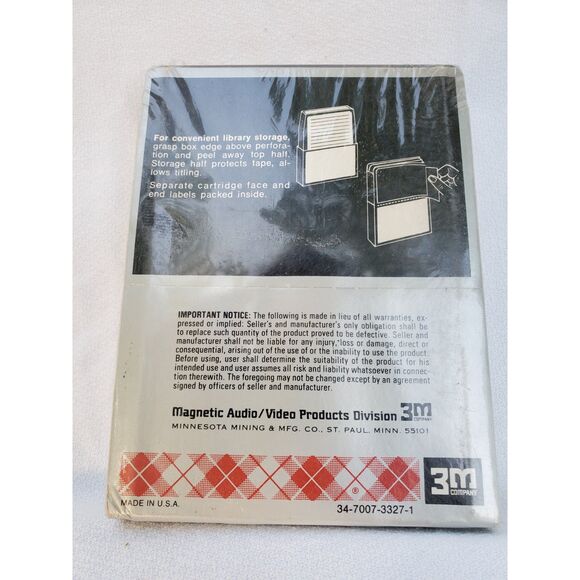 For convenient library storage,
grasp box edge above perfora-
tion and peel away top half.
Storage half protects tape, al-
lows titling.
Separate cartridge face and
end labels packed inside.
IMPORTANT NOTICE: The following is made in lieu of all warranties, ex-
pressed or implied: Seller's and manufacturer's only obligation shall be
to replace such quantity of the product proved to be defective. Seller and
manufacturer shall not be liable for any injury, loss or damage, direct or
consequential, arising out of the use of or the inability to use the product.
Before using, user shall determine the suitability of the product for his
intended use and user assumes all risk and liability whatsoever in connec-
tion therewith. The foregoing may not be changed except by an agreement
signed by officers of seller and manufacturer.
Magnetic Audio/Video Products Division 3M COMPANY
MINNESOTA MINING & MFG. CO., ST. PAUL, MINN. 55101
®
3M COMPANY
MADE IN U.S.A.
34-7007-3327-1